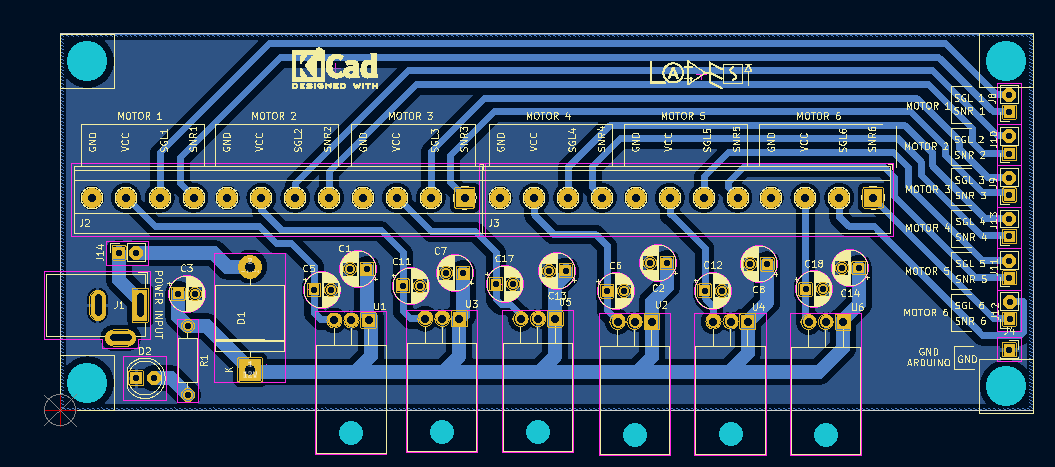 KiCad
DESIGNED WITH
MOTOR 1
MOTOR 2
MOTOR 3
MOTOR 4
MOTOR 5
MOTOR 6
GND
VCC
SGL1
SNR1
GND
VCC
SGL2
SNR2
GND
VCC
SGL3
SNR3
GND
VCC
SGL4
SNR4
GND
VCC
SGL5
SNR5
GND
VCC
SGL6
SNR6
J2
J3
MOTOR 1
SGL 1
SNR 1
J8
MOTOR 2
SGL 2
SNR 2
J10
MOTOR 3
SGL 3
SNR 3
J9
MOTOR 4
SGL 4
SNR 4
J13
MOTOR 5
SGL 5
SNR 5
J11
MOTOR 6
SGL 6
SNR 6
J12
J4
GND
ARDUINO
GND
J14
J1
POWER INPUT
C3
D1
K
D2
R1
C5
C1
U1
C11
C7
U3
C17
C13
U5
C6
C2
U2
C12
C8
U4
C18
C14
U6